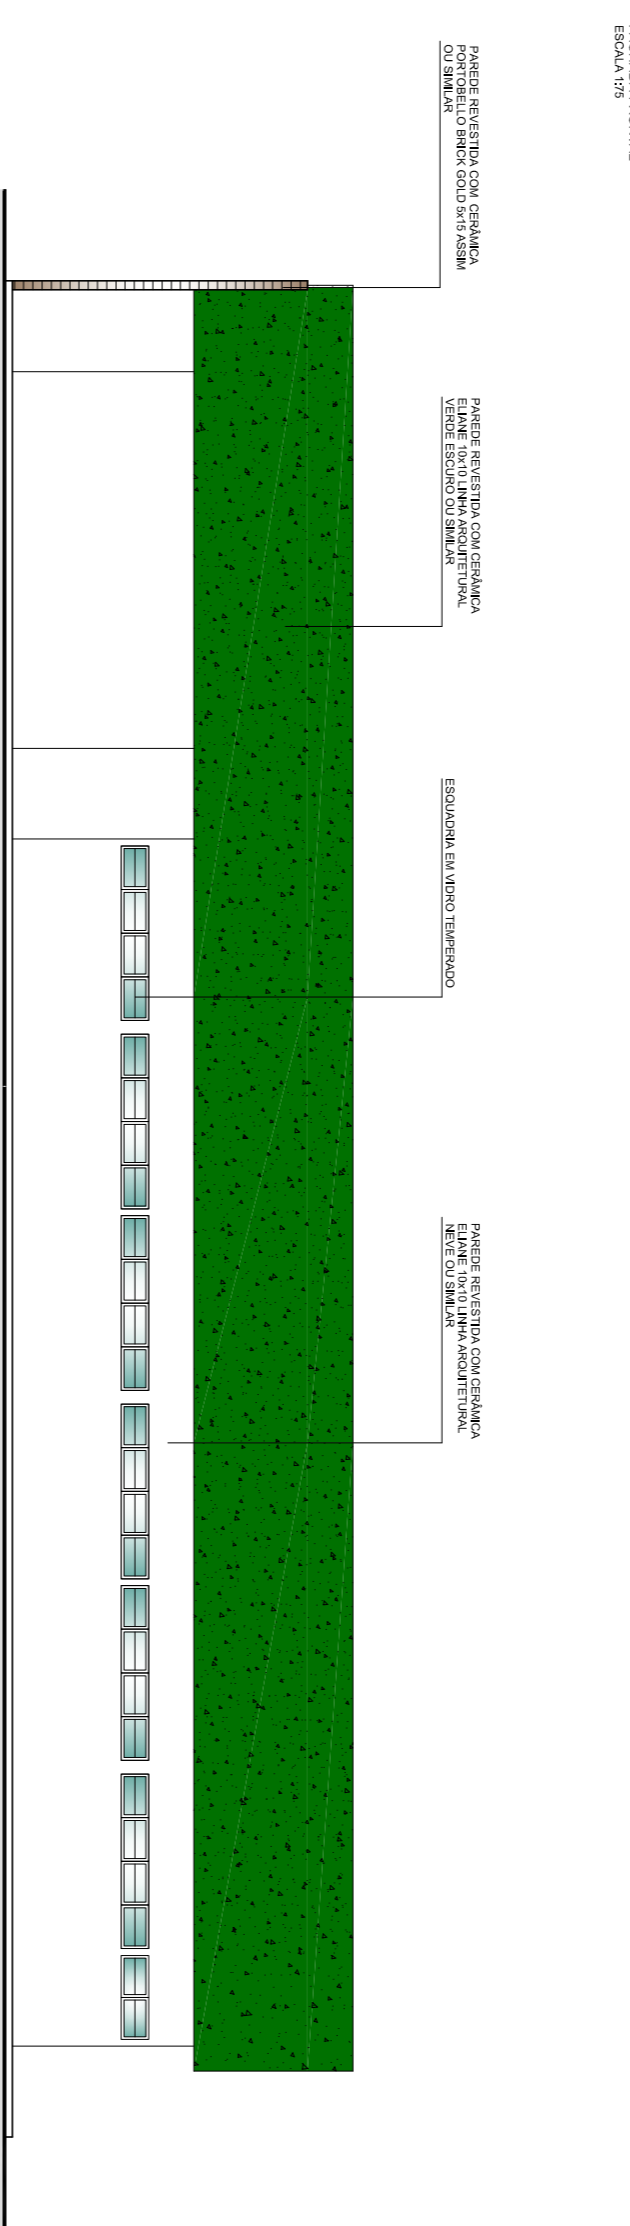 ESCALA 1:75
PAREDE REVESTIDA COM CERÂMICA
PORTOBELLO BRICK GOLD 5x15 ASSIM
OU SIMILAR
PAREDE REVESTIDA COM CERÂMICA
ELIANE 10x10 LINHA ARQUITETURAL
VERDE ESCURO OU SIMILAR
ESQUADRIA EM VIDRO TEMPERADO
PAREDE REVESTIDA COM CERÂMICA
ELIANE 10x10 LINHA ARQUITETURAL
NEVE OU SIMILAR